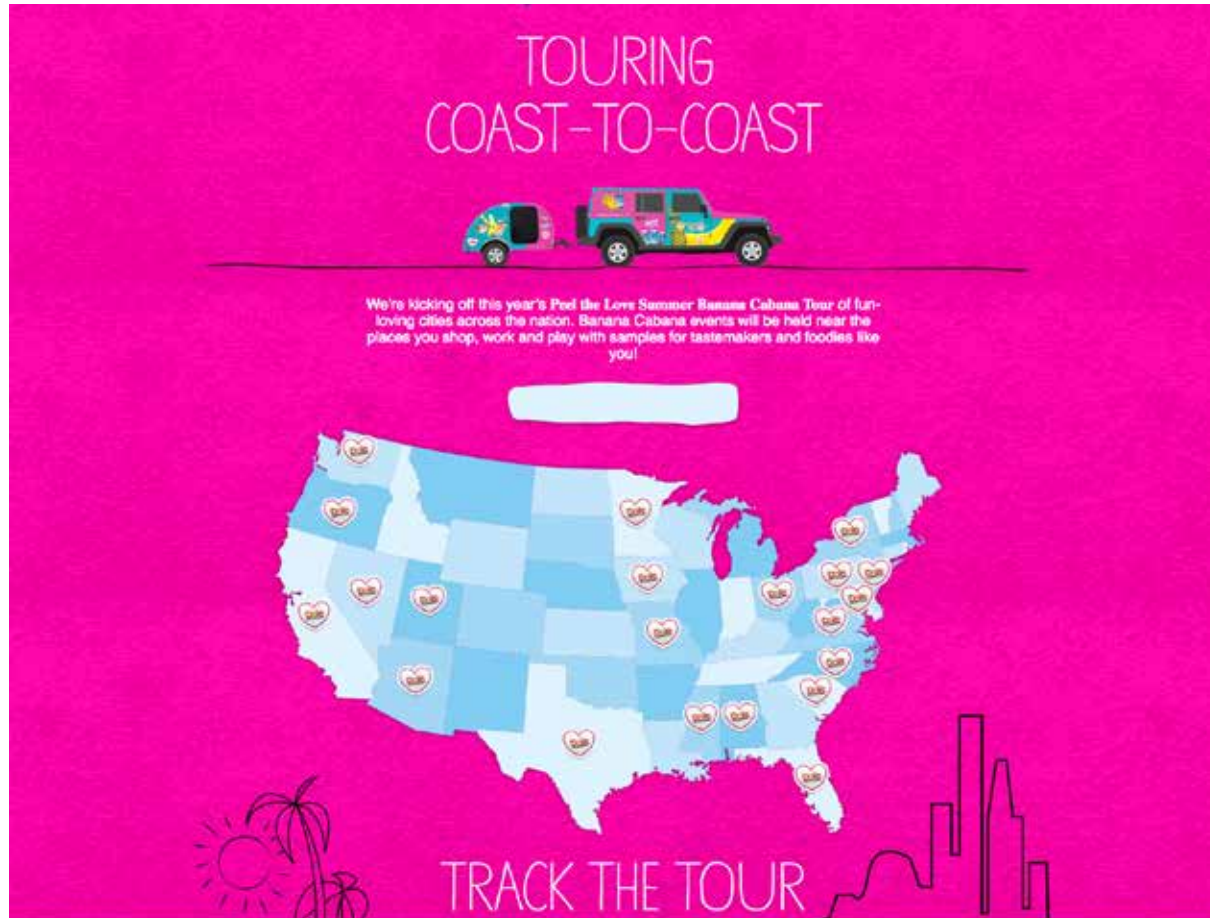 TOURING
COAST-TO-COAST
We're kicking off this year's Peel the Love Summer Banana Cabana Tour of fun-
loving cities across the nation. Banana Cabana events will be held near the
places you shop, work and play with samples for tastemakers and foodies like
you!
TRACK THE TOUR